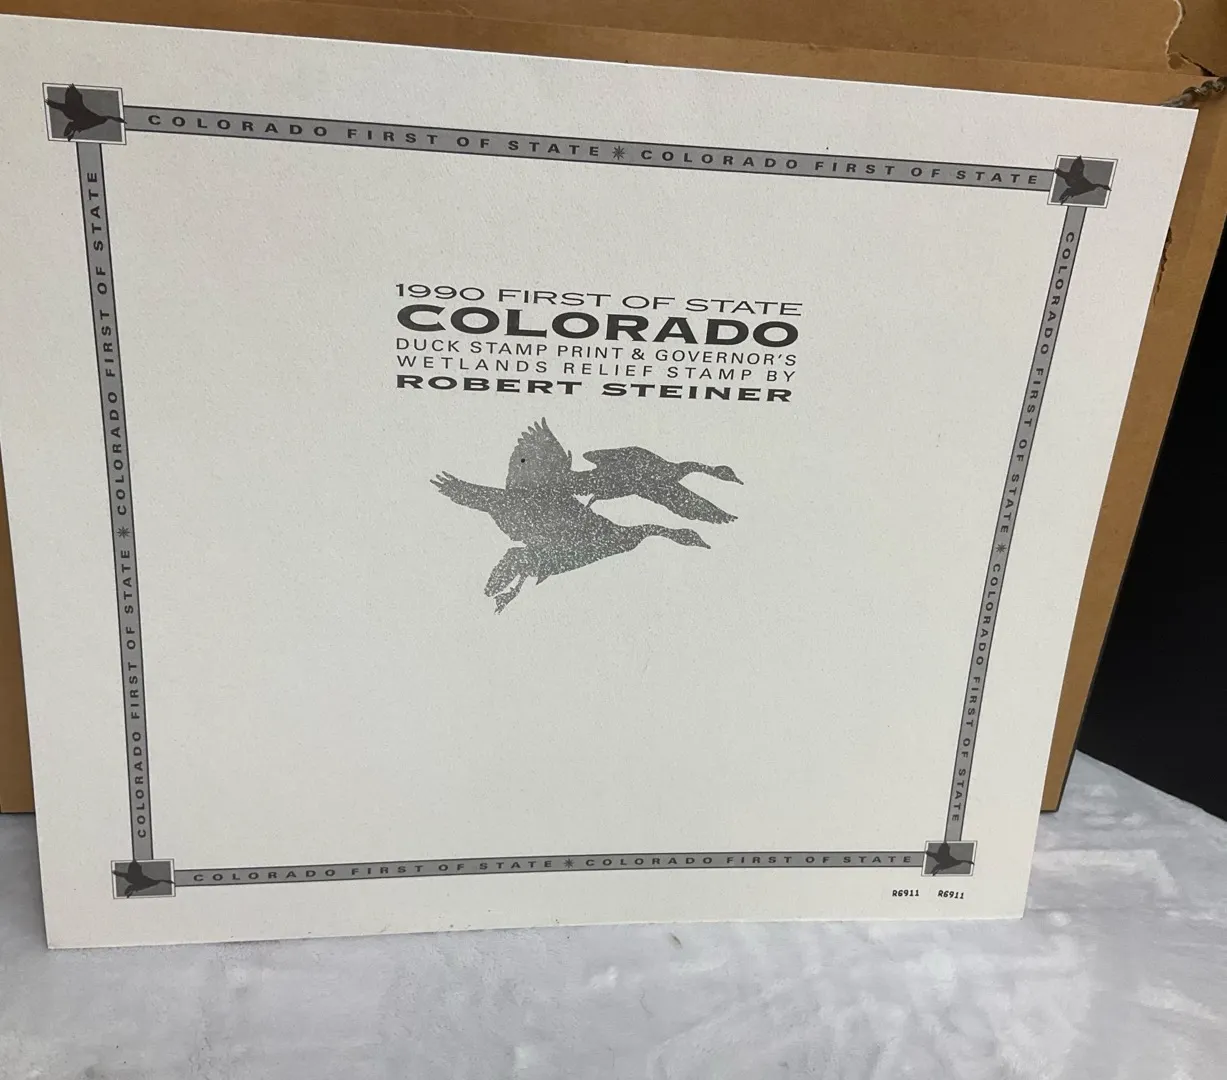 COLORADO FIRST OF STATE * COLORADO FIRST OF STATE
COLORADO FIRST OF STATE * COLORADO FIRST OF STATE
COLORADO FIRST OF STATE * COLORADO FIRST OF STATE
1990 FIRST OF STATE
COLORADO
DUCK STAMP PRINT & GOVERNOR'S
WETLANDS RELIEF STAMP BY
ROBERT STEINER
COLORADO FIRST OF STATE * COLORADO FIRST OF STATE
R6911 R6911